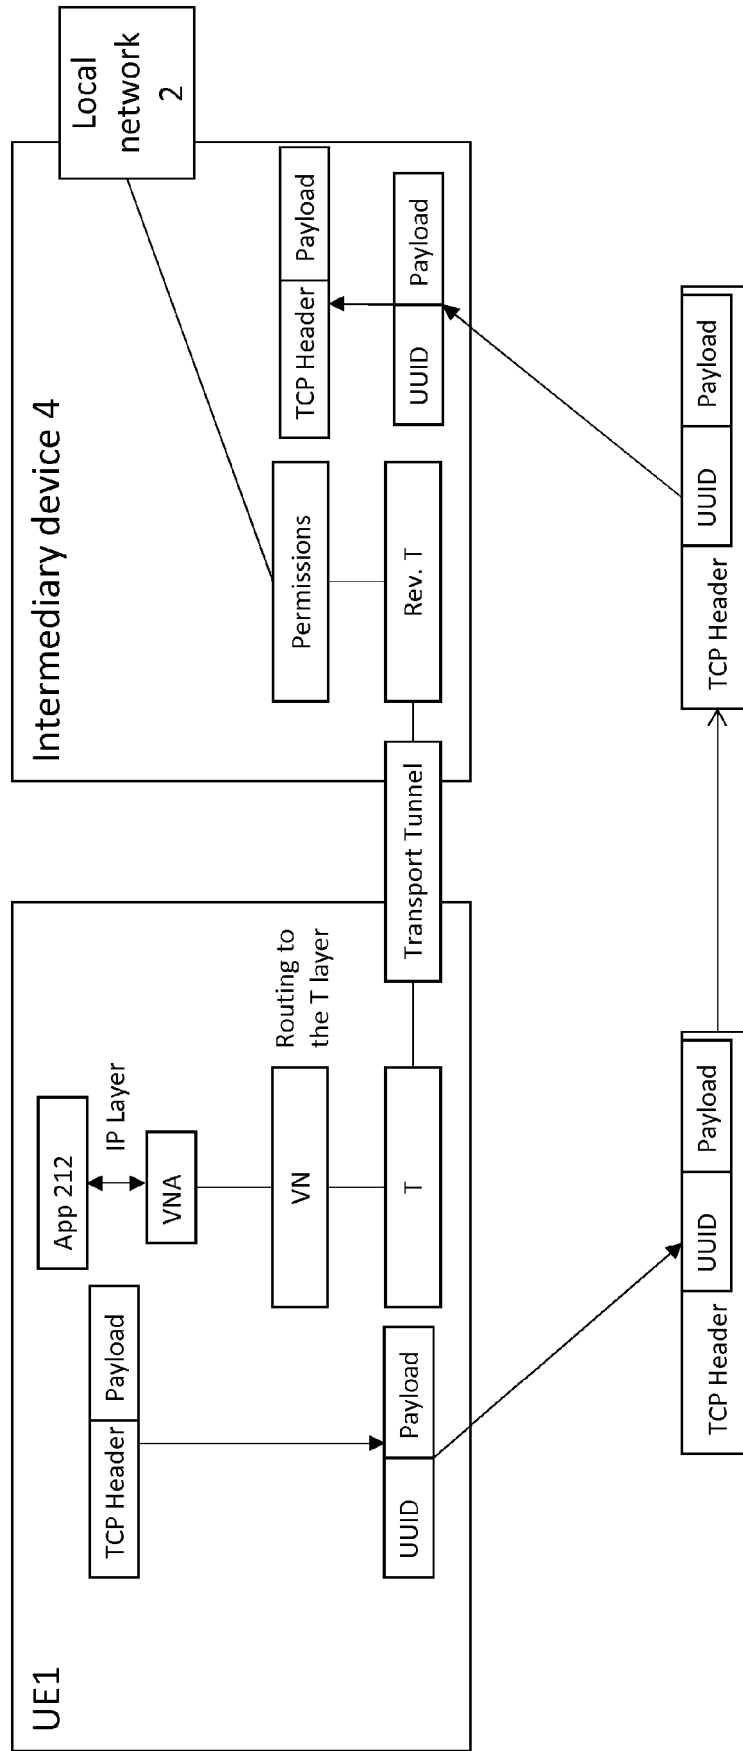 UE1
App 212
IP Layer
VNA
VN
Routing to
the T layer
T
TCP Header
Payload
UUID
Payload
Transport Tunnel
Intermediary device 4
Local
network
2
Permissions
Rev. T
TCP Header
Payload
UUID
Payload
TCP Header
UUID
Payload
TCP Header
UUID
Payload